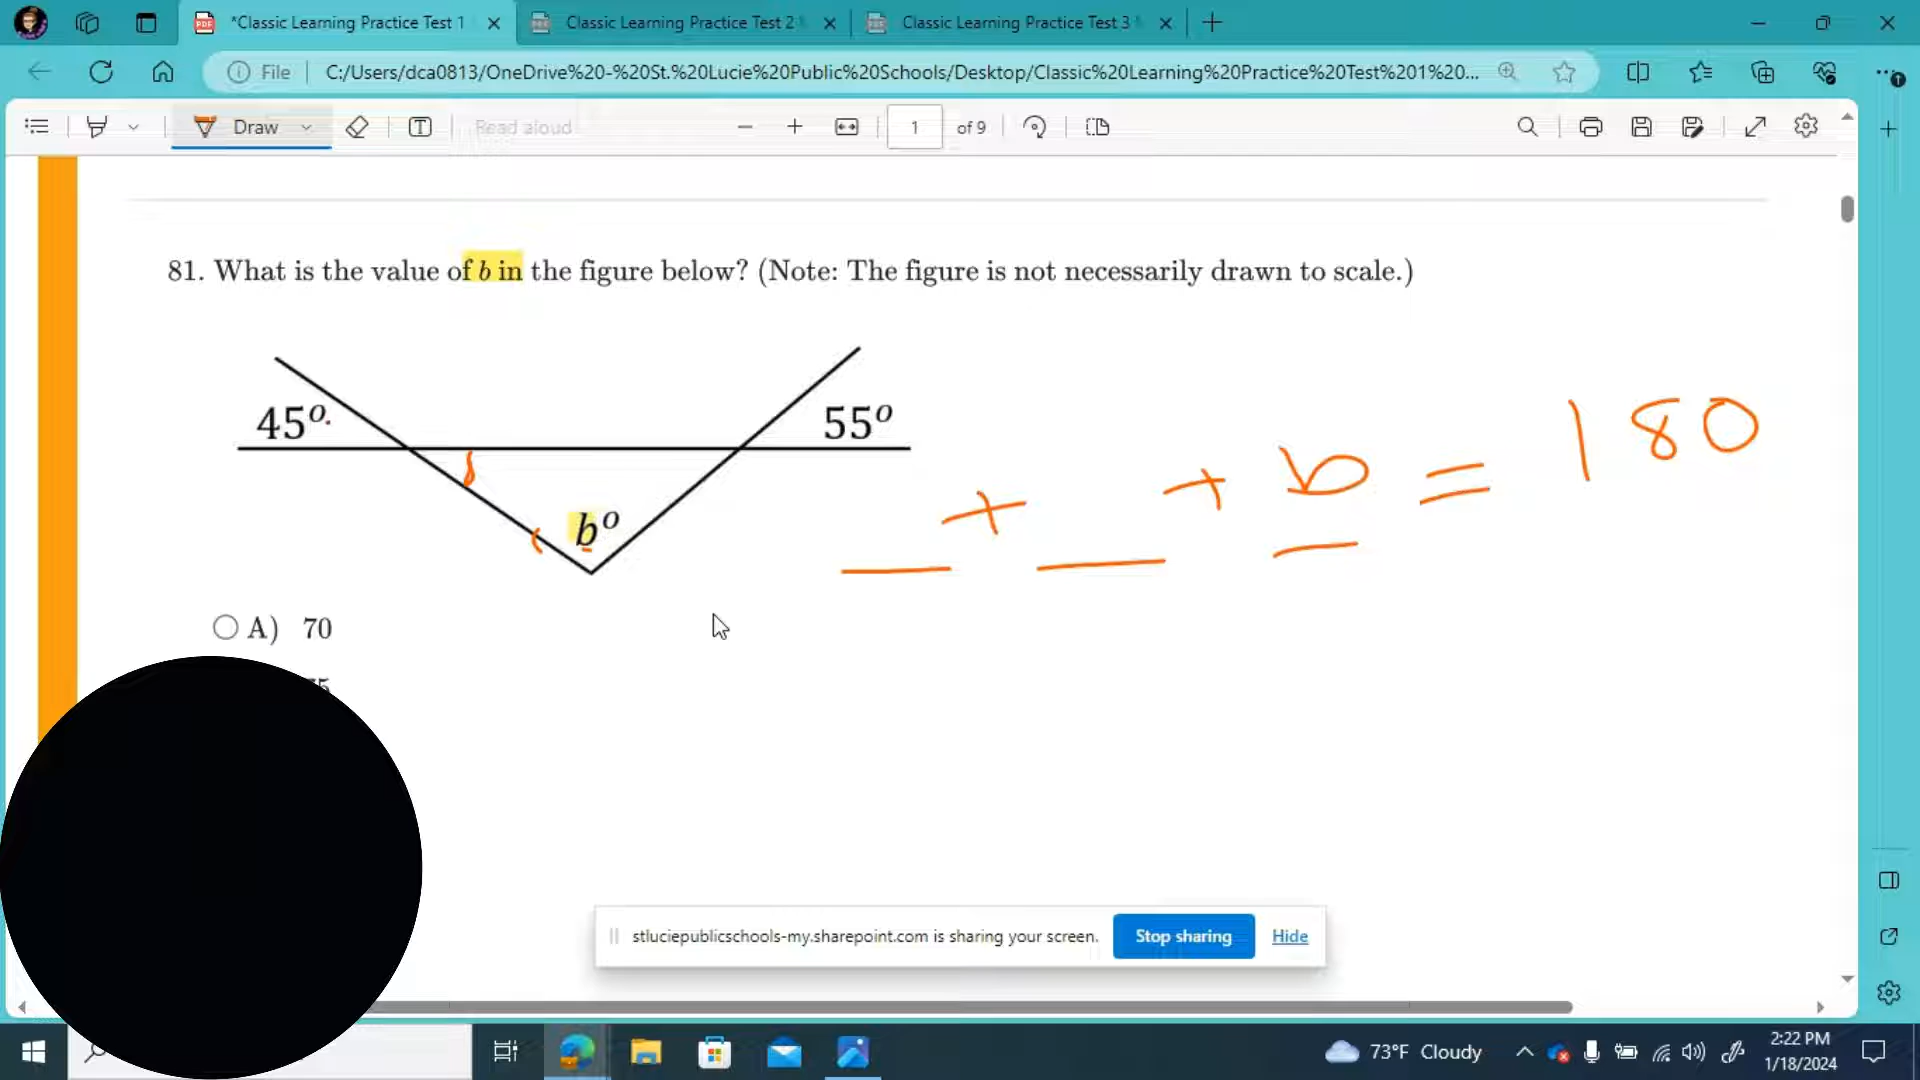 *Classic Learning Practice Test 1
Classic Learning Practice Test 2
Classic Learning Practice Test 3
File
C:/Users/dca0813/OneDrive%20-%20St.%20Lucie%20Public%20Schools/Desktop/Classic%20Learning%20Practice%20Test%201%20...
Draw
Read aloud
1 of 9
81. What is the value of b in the figure below? (Note: The figure is not necessarily drawn to scale.)
45º
55º
bº
+ + b = 180
A) 70
stluciepublicschools-my.sharepoint.com is sharing your screen.
Stop sharing
Hide
73°F Cloudy
2:22 PM
1/18/2024